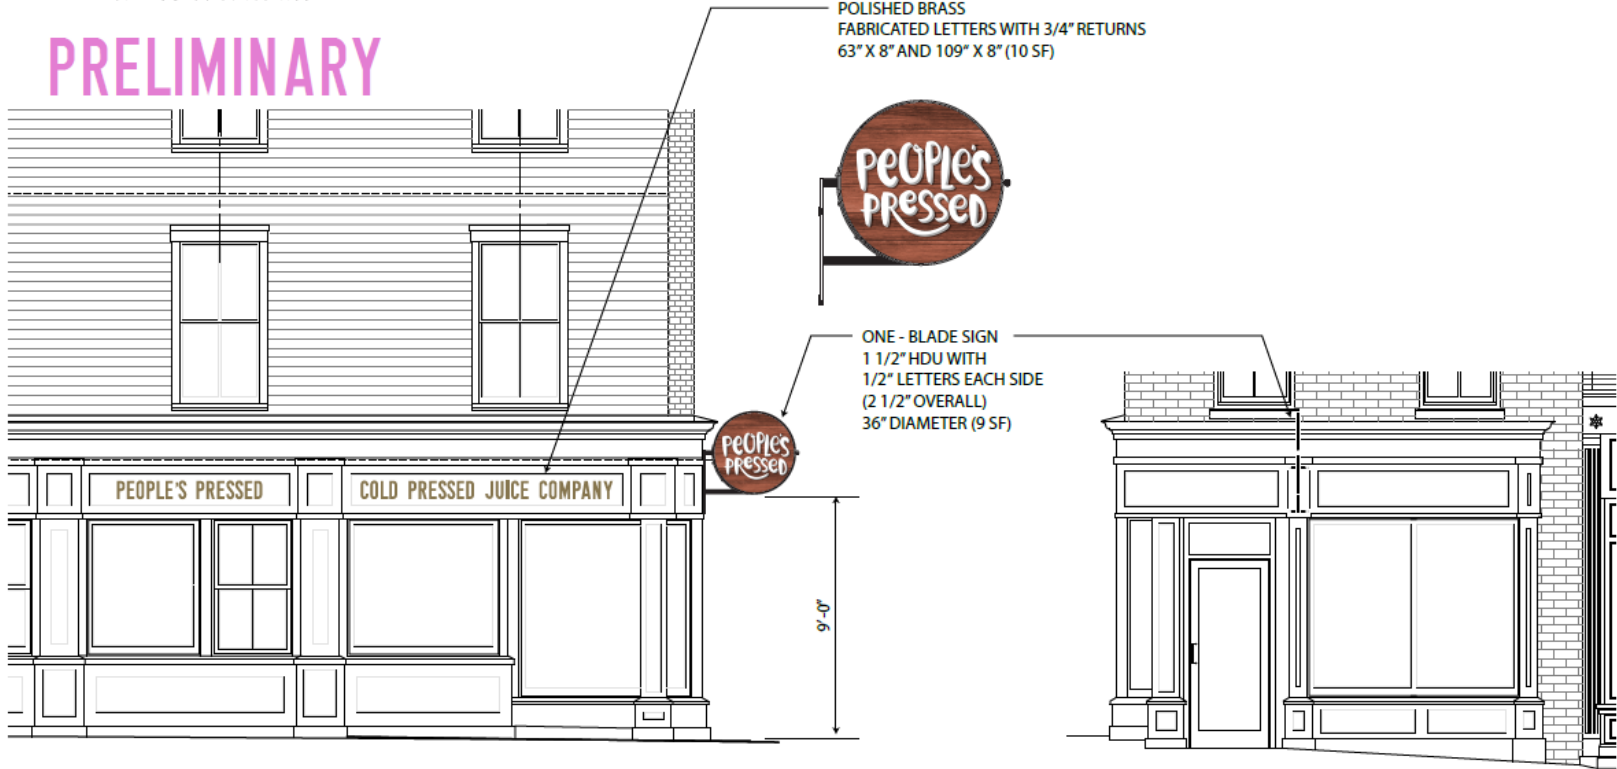 POLISHED BRASS
FABRICATED LETTERS WITH 3/4" RETURNS
63" X 8" AND 109" X 8" (10 SF)
PRELIMINARY
PEOPLE'S
PRESSED
ONE - BLADE SIGN
1 1/2" HDU WITH
1/2" LETTERS EACH SIDE
(2 1/2" OVERALL)
36" DIAMETER (9 SF)
PEOPLE'S
PRESSED
PEOPLE'S PRESSED
COLD PRESSED JUICE COMPANY
9'-0"